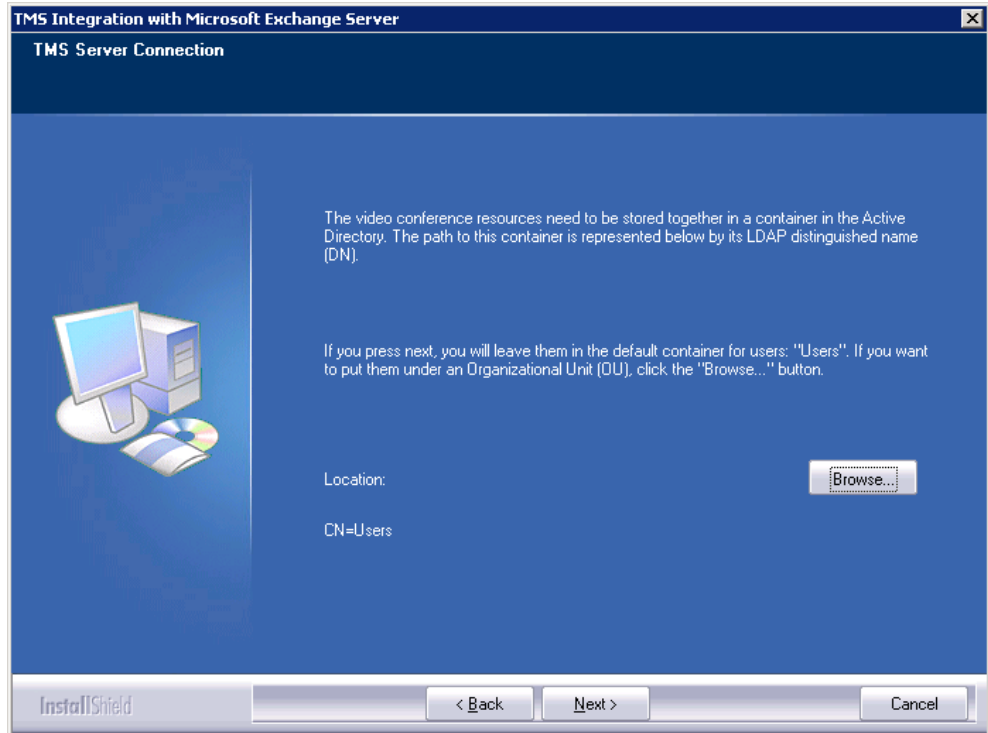 TMS Integration with Microsoft Exchange Server
TMS Server Connection
The video conference resources need to be stored together in a container in the Active
Directory. The path to this container is represented below by its LDAP distinguished name
(DN).
If you press next, you will leave them in the default container for users: "Users". If you want
to put them under an Organizational Unit (OU), click the "Browse..." button.
Location:
Browse...
CN=Users
InstallShield
< Back
Next >
Cancel